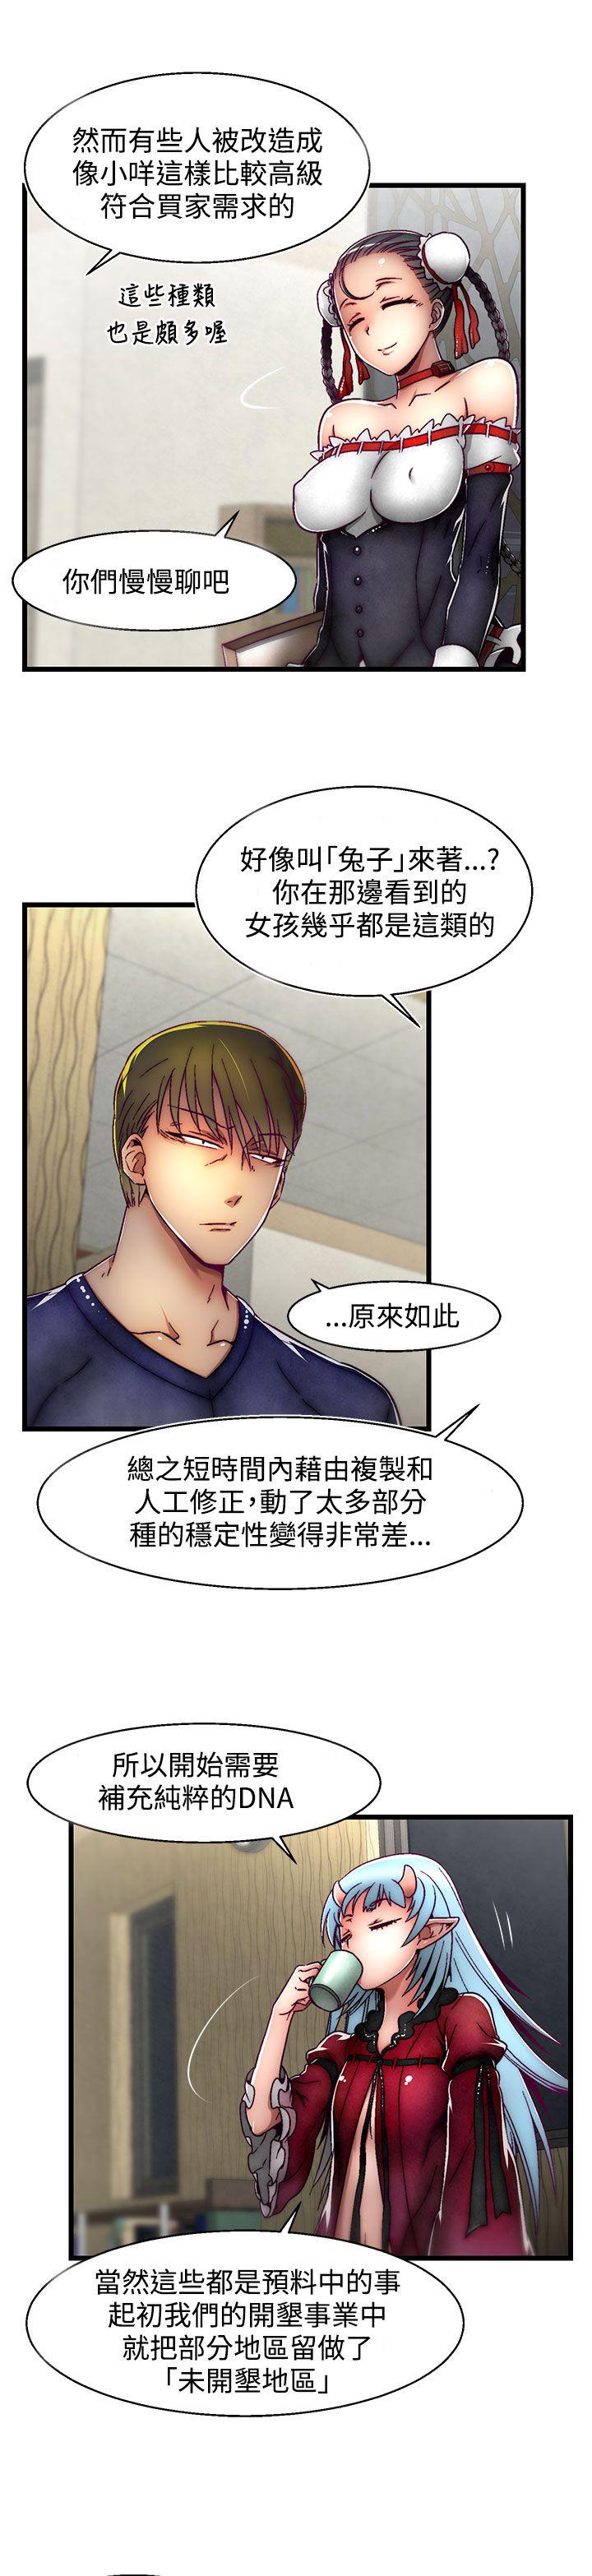 然而有些人被改造成
像小咩這樣比較高級
符合買家需求的
這些種類
也是頗多喔
你們慢慢聊吧
好像叫「兔子」來著...?
你在那邊看到的
女孩幾乎都是這類的
...原來如此
總之短時間內藉由複製和
人工修正,動了太多部分
種的穩定性變得非常差...
所以開始需要
補充純粹的DNA
當然這些都是預料中的事
起初我們的開墾事業中
就把部分地區留做了
「未開墾地區」